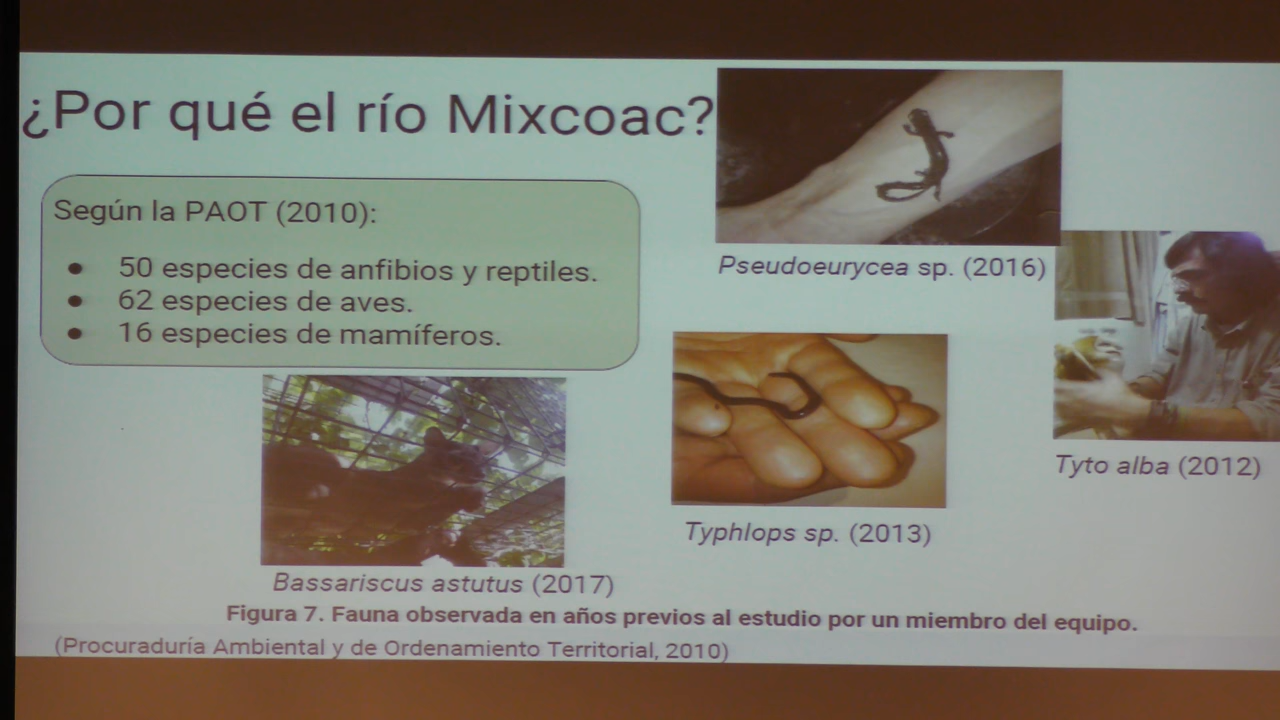 ¿Por qué el río Mixcoac?
Según la PAOT (2010):
• 50 especies de anfibios y reptiles.
• 62 especies de aves.
• 16 especies de mamíferos.
Pseudoeurycea sp. (2016)
Tyto alba (2012)
Typhlops sp. (2013)
Bassariscus astutus (2017)
Figura 7. Fauna observada en años previos al estudio por un miembro del equipo.
(Procuraduría Ambiental y de Ordenamiento Territorial, 2010)